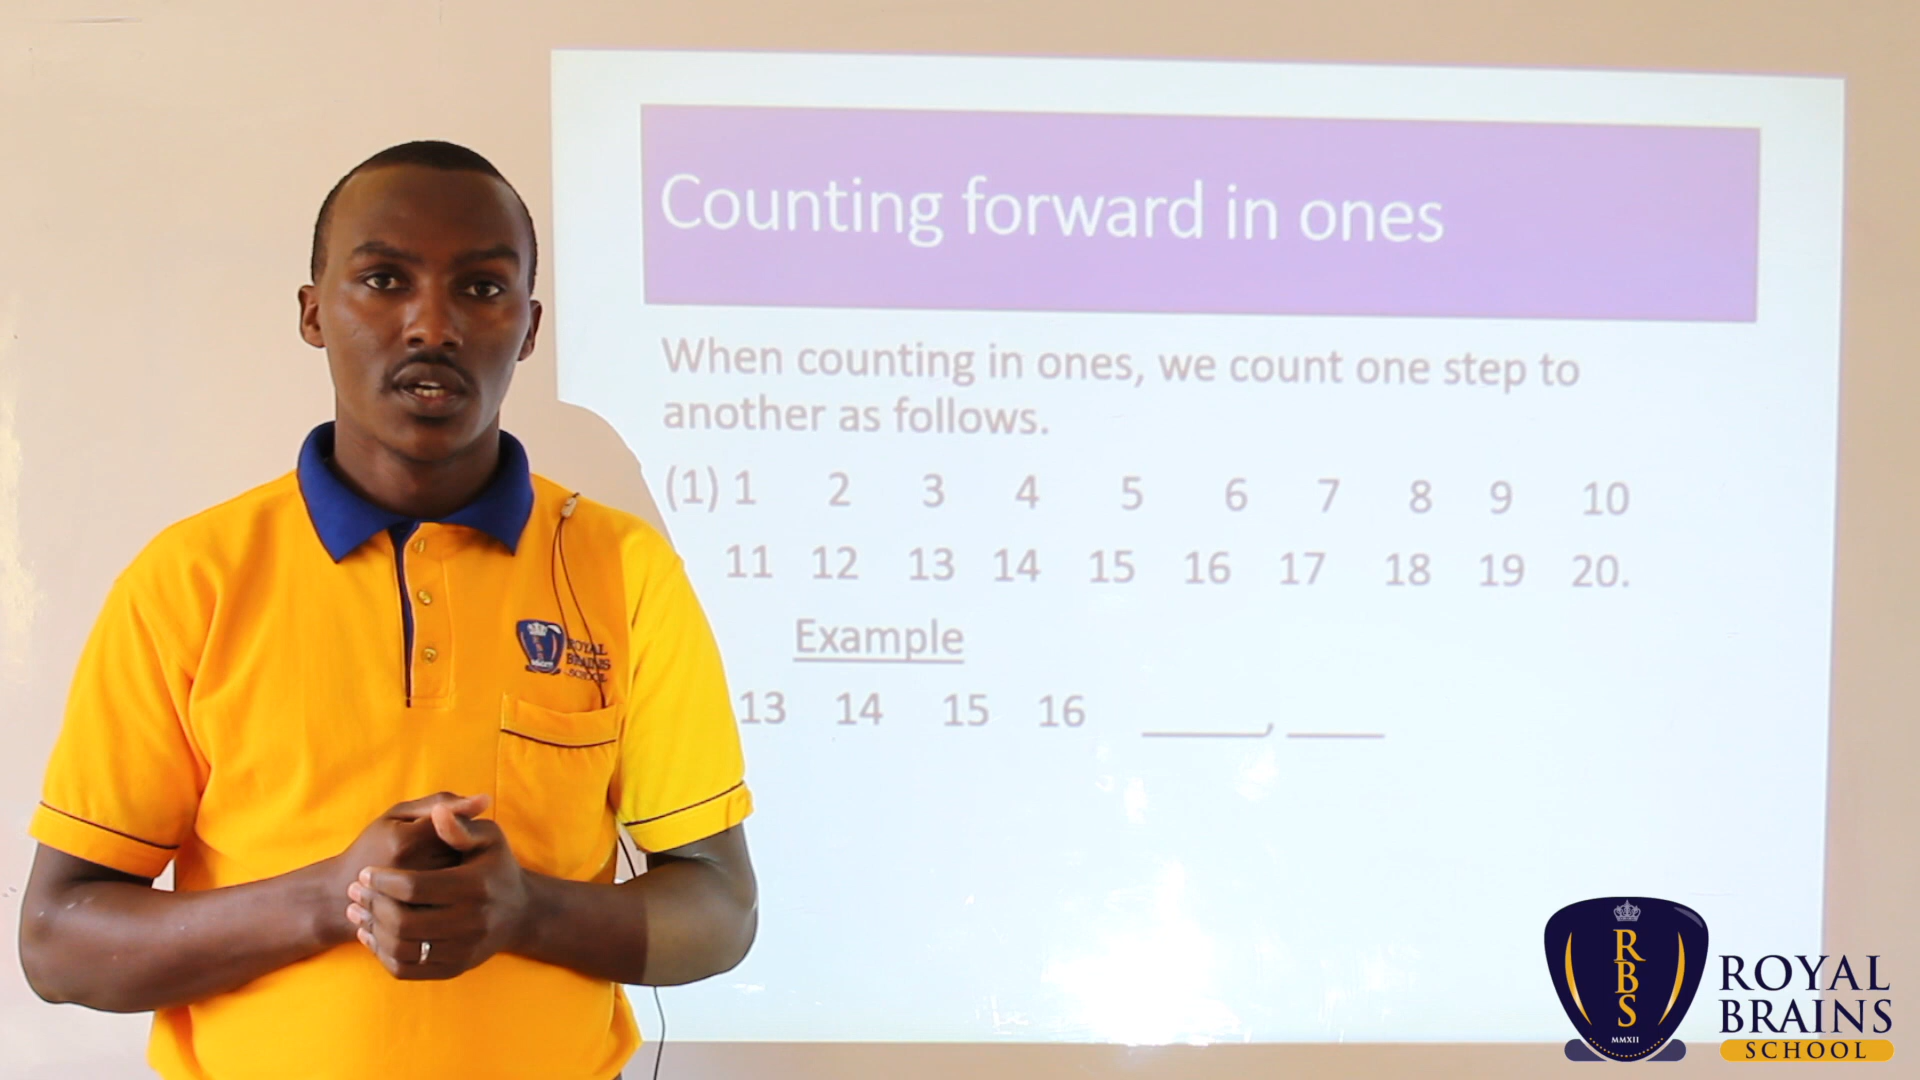 Counting forward in ones
When counting in ones, we count one step to
another as follows.
(1) 1 2 3 4 5 6 7 8 9 10
11 12 13 14 15 16 17 18 19 20.
Example
13 14 15 16 _____, ____
ROYAL
BRAINS
SCHOOL
RBS
MMXII
ROYAL
BRAINS
SCHOOL